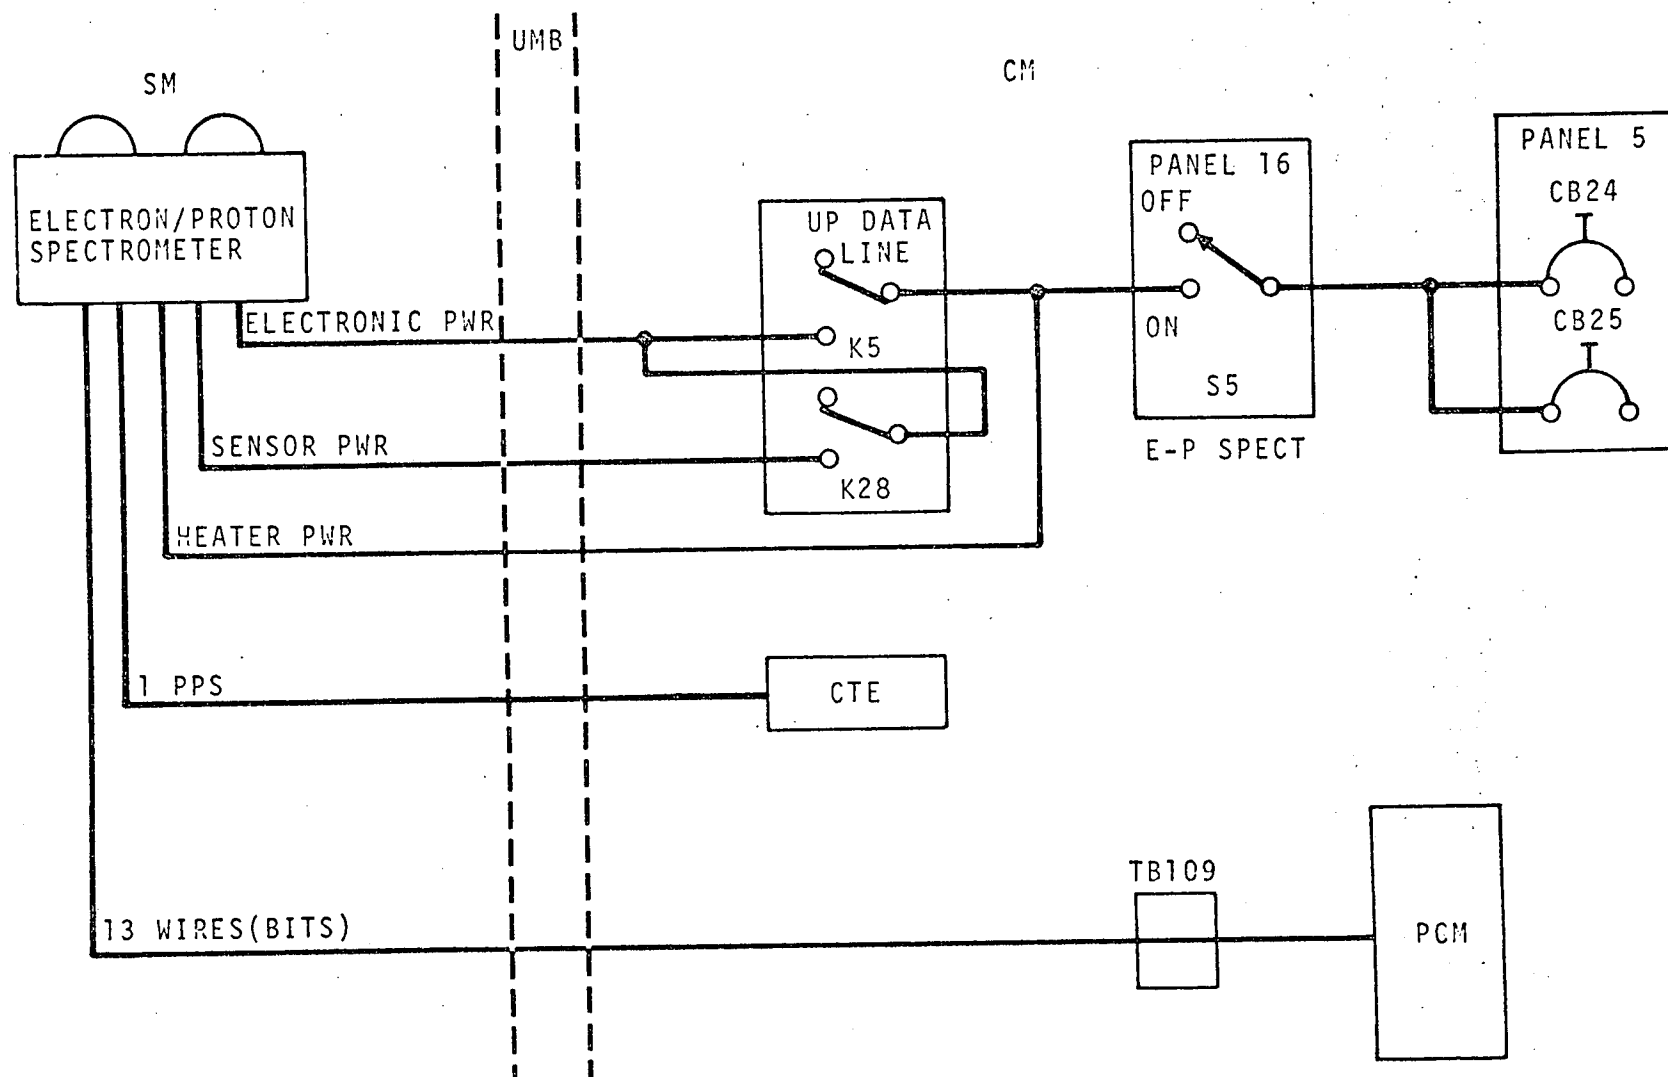 UMB
SM
CM
ELECTRON/PROTON
SPECTROMETER
UP DATA
LINE
PANEL 16
OFF
PANEL 5
CB24
ELECTRONIC PWR
K5
ON
CB25
S5
SENSOR PWR
K28
E-P SPECT
HEATER PWR
1 PPS
CTE
TB109
13 WIRES(BITS)
PCM